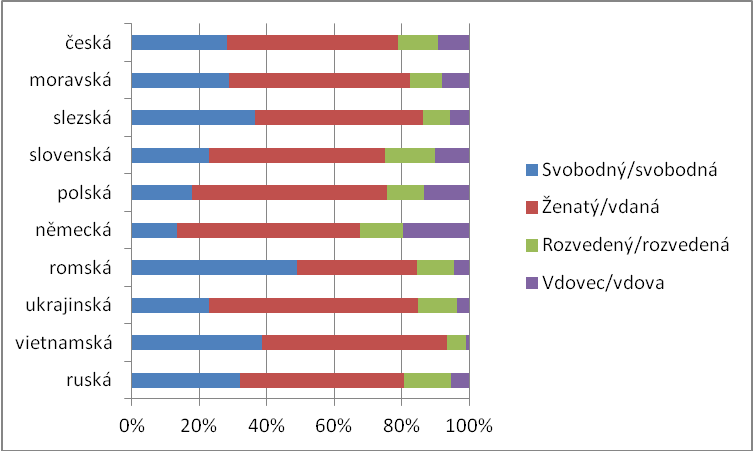 česká
moravská
slezská
slovenská
polská
německá
romská
ukrajinská
vietnamská
ruská
0% 20% 40% 60% 80% 100%
Svobodný/svobodná
Ženatý/vdaná
Rozvedený/rozvedená
Vdovec/vdova